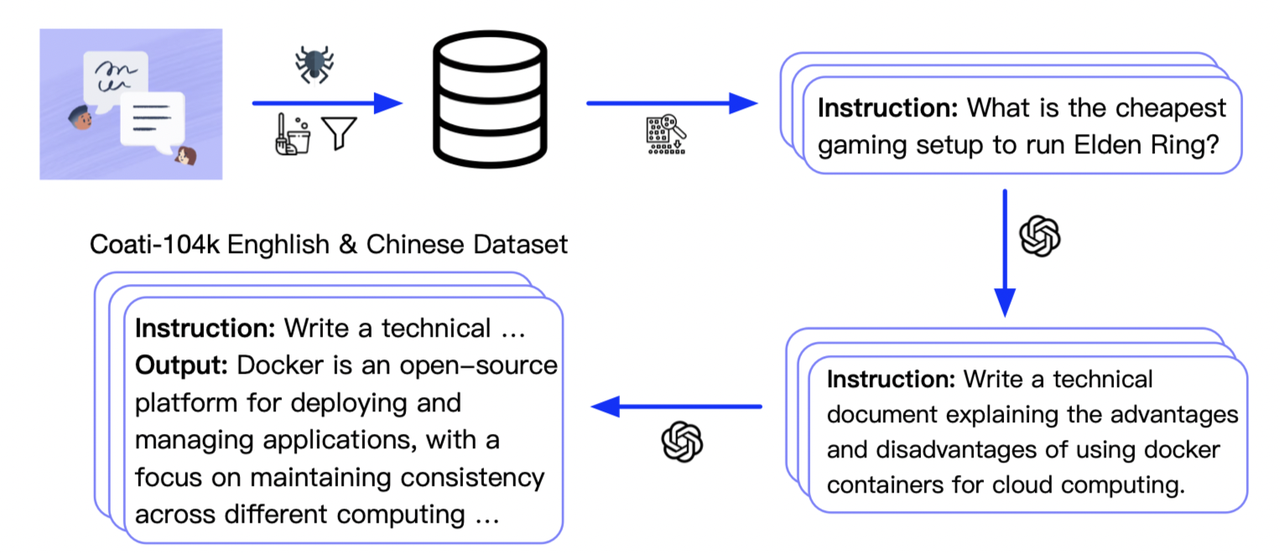 Instruction: What is the cheapest
gaming setup to run Elden Ring?
Coati-104k Enghlish & Chinese Dataset
Instruction: Write a technical ...
Output: Docker is an open-source
platform for deploying and
managing applications, with a
focus on maintaining consistency
across different computing ...
Instruction: Write a technical
document explaining the advantages
and disadvantages of using docker
containers for cloud computing.